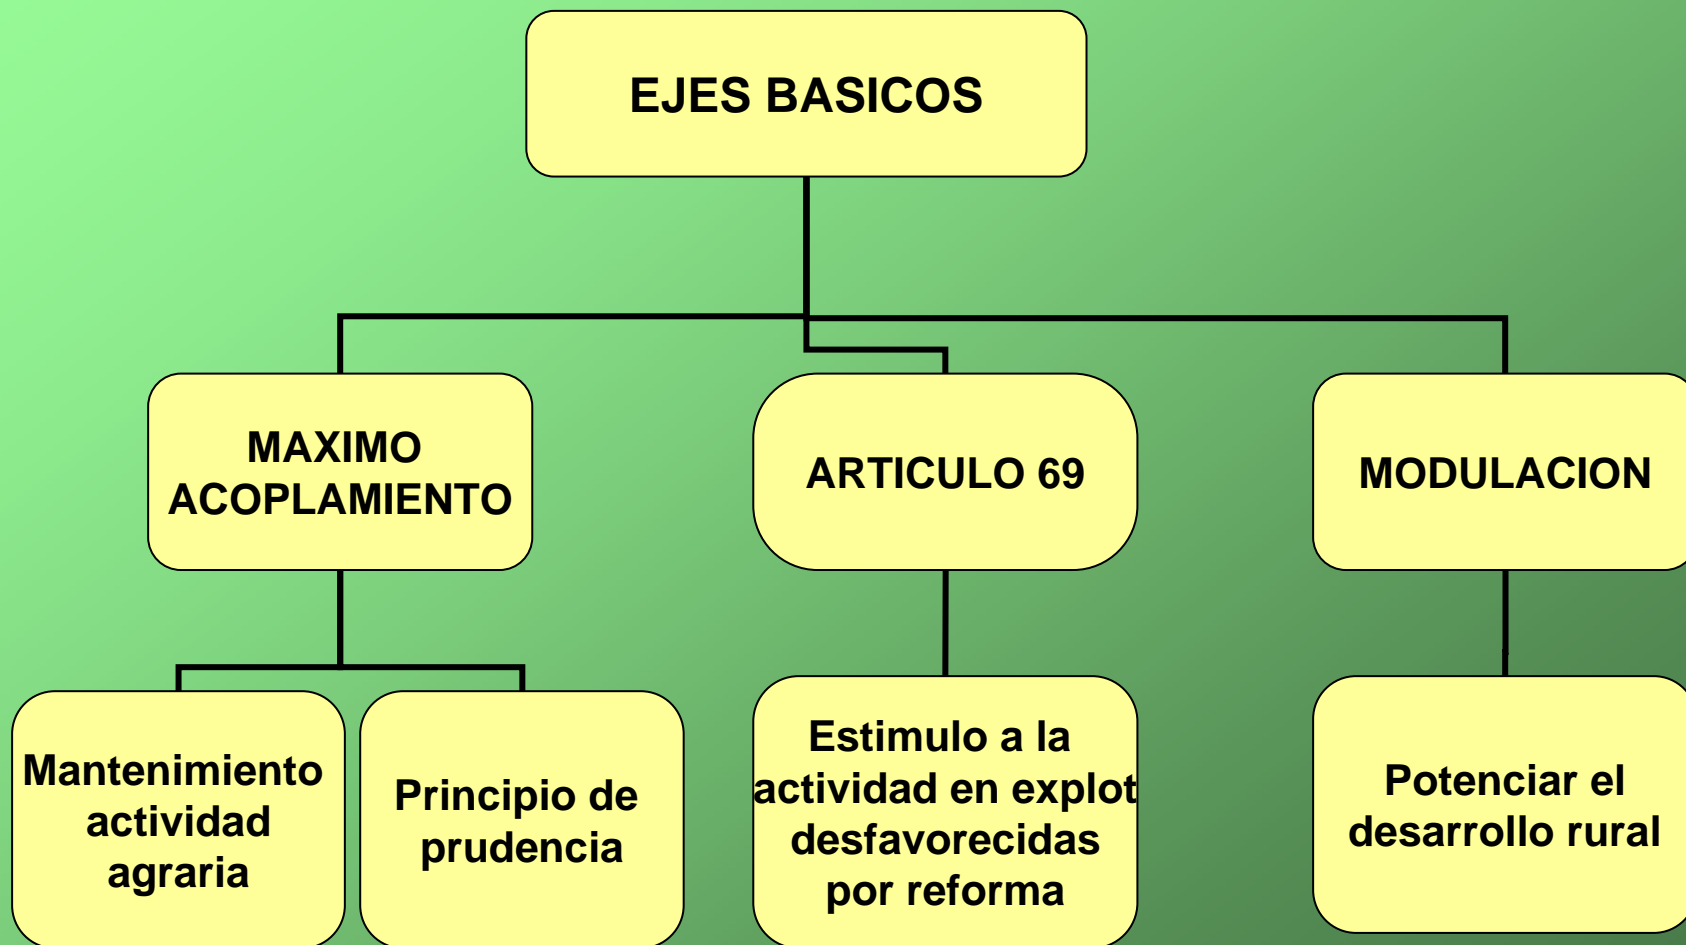 EJES BASICOS
MAXIMO
ACOPLAMIENTO
ARTICULO 69
MODULACION
Mantenimiento
actividad
agraria
Principio de
prudencia
Estimulo a la
actividad en explot
desfavorecidas
por reforma
Potenciar el
desarrollo rural